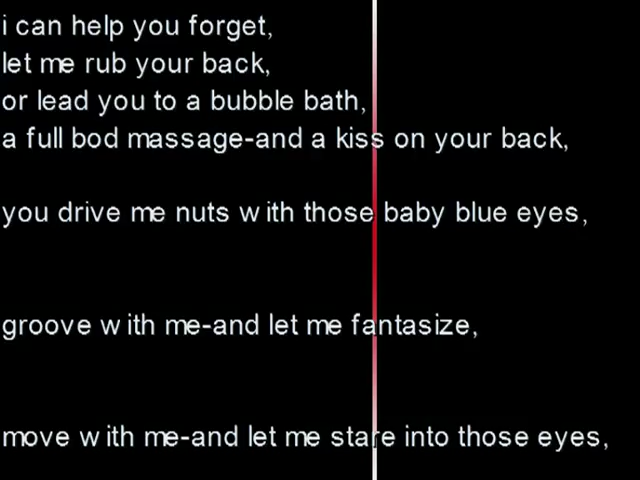 i can help you forget,
let me rub your back,
or lead you to a bubble bath,
a full bod massage-and a kiss on your back,
you drive me nuts with those baby blue eyes,
groove with me-and let me fantasize,
move with me-and let me stare into those eyes,